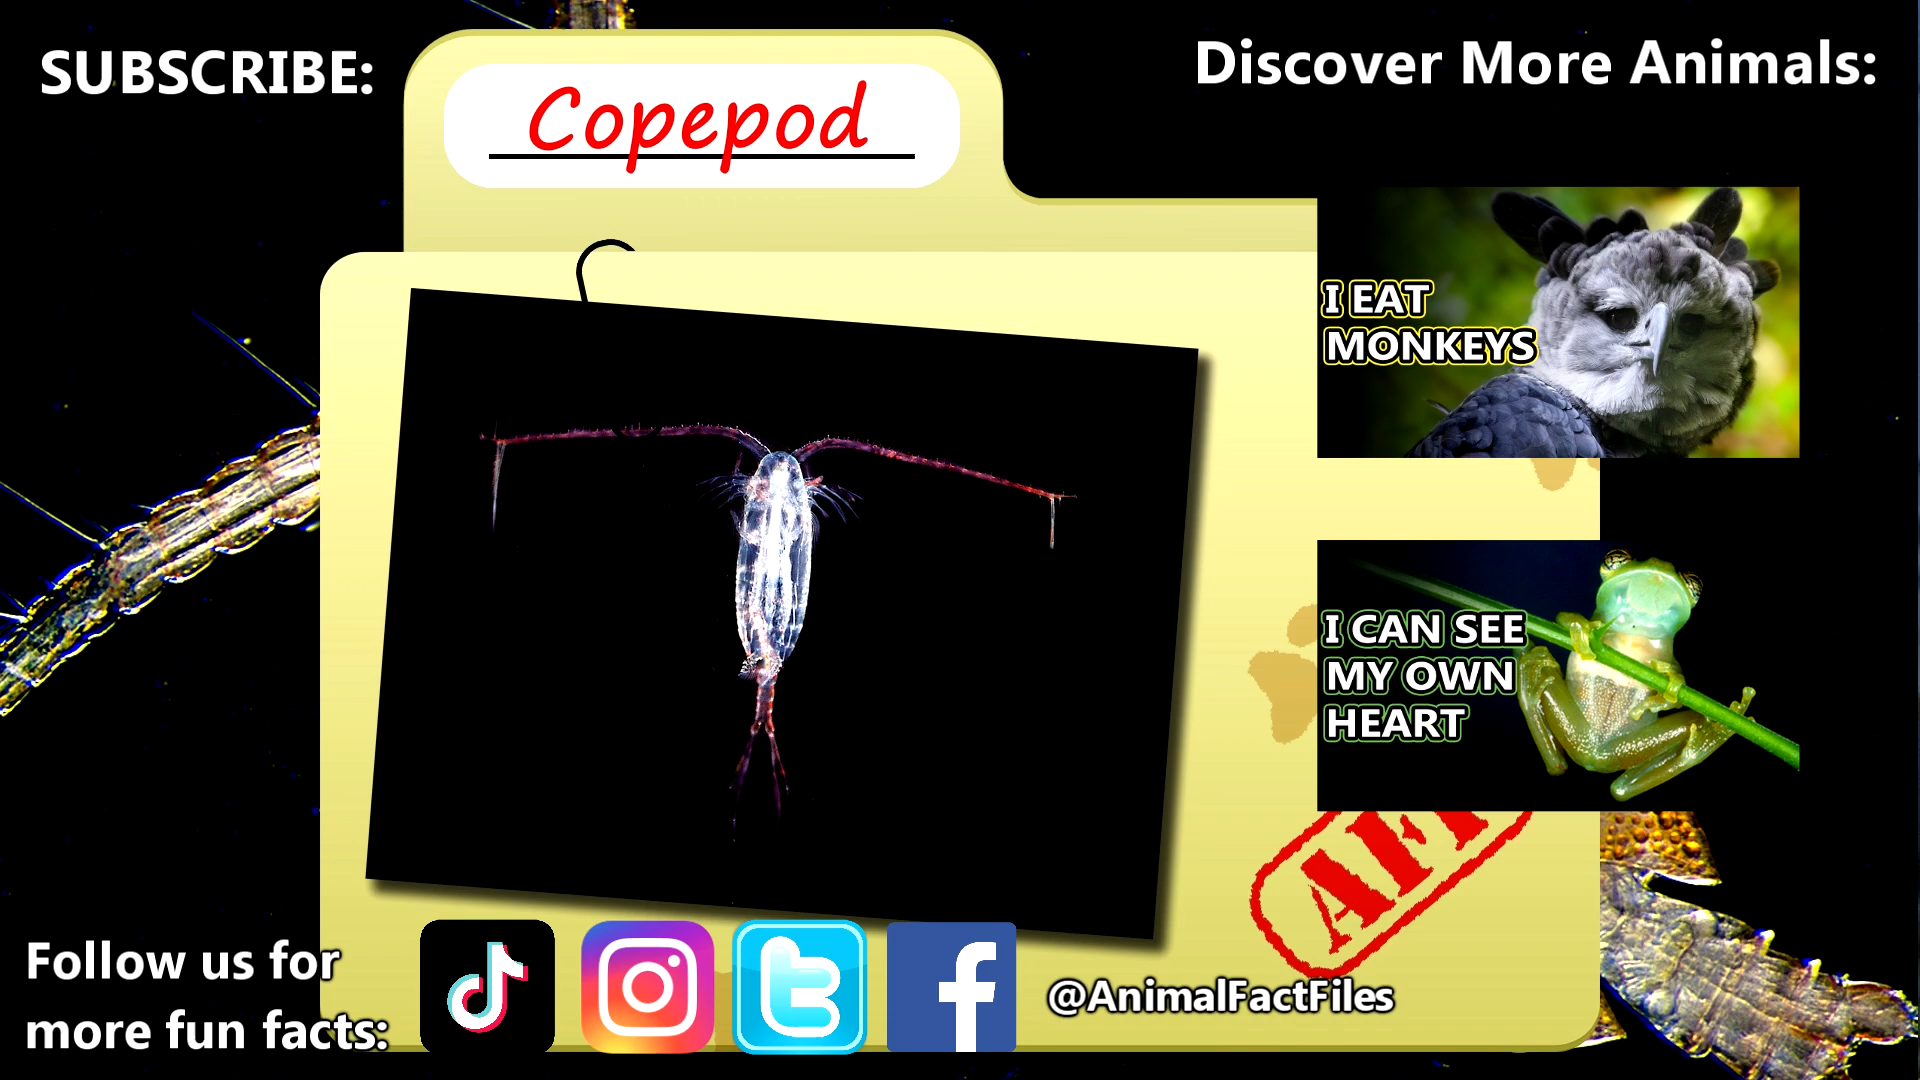 SUBSCRIBE:
Copepod
Discover More Animals:
I EAT
MONKEYS
I CAN SEE
MY OWN
HEART
Follow us for
more fun facts:
@AnimalFactFiles